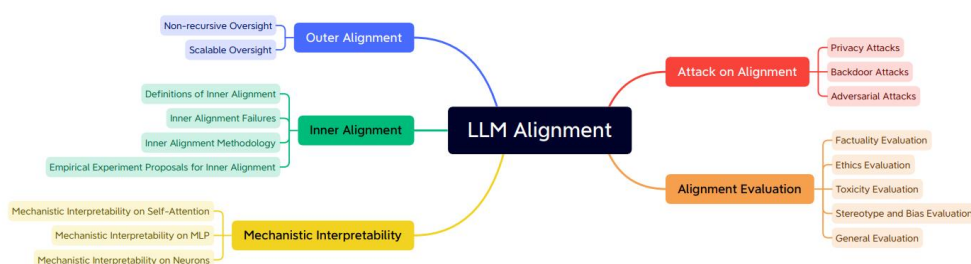 LLM Alignment
Outer Alignment
Non-recursive Oversight
Scalable Oversight
Inner Alignment
Definitions of Inner Alignment
Inner Alignment Failures
Inner Alignment Methodology
Empirical Experiment Proposals for Inner Alignment
Mechanistic Interpretability
Mechanistic Interpretability on Self-Attention
Mechanistic Interpretability on MLP
Mechanistic Interpretability on Neurons
Attack on Alignment
Privacy Attacks
Backdoor Attacks
Adversarial Attacks
Alignment Evaluation
Factuality Evaluation
Ethics Evaluation
Toxicity Evaluation
Stereotype and Bias Evaluation
General Evaluation